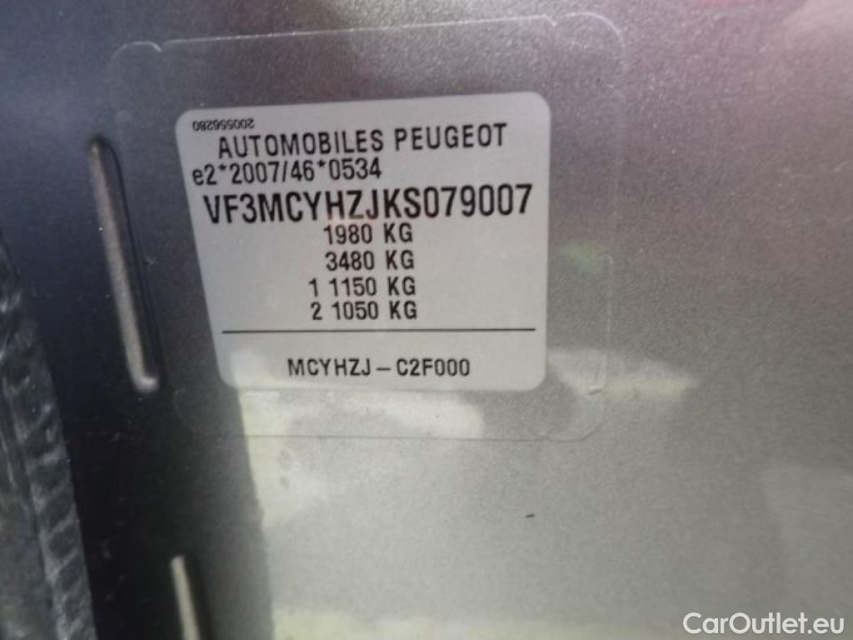 200556280
AUTOMOBILES PEUGEOT
e2*2007/46*0534
VF3MCYHZJKS079007
1980 KG
3480 KG
1 1150 KG
2 1050 KG
MCYHZJ - C2F000
CarOutlet.eu